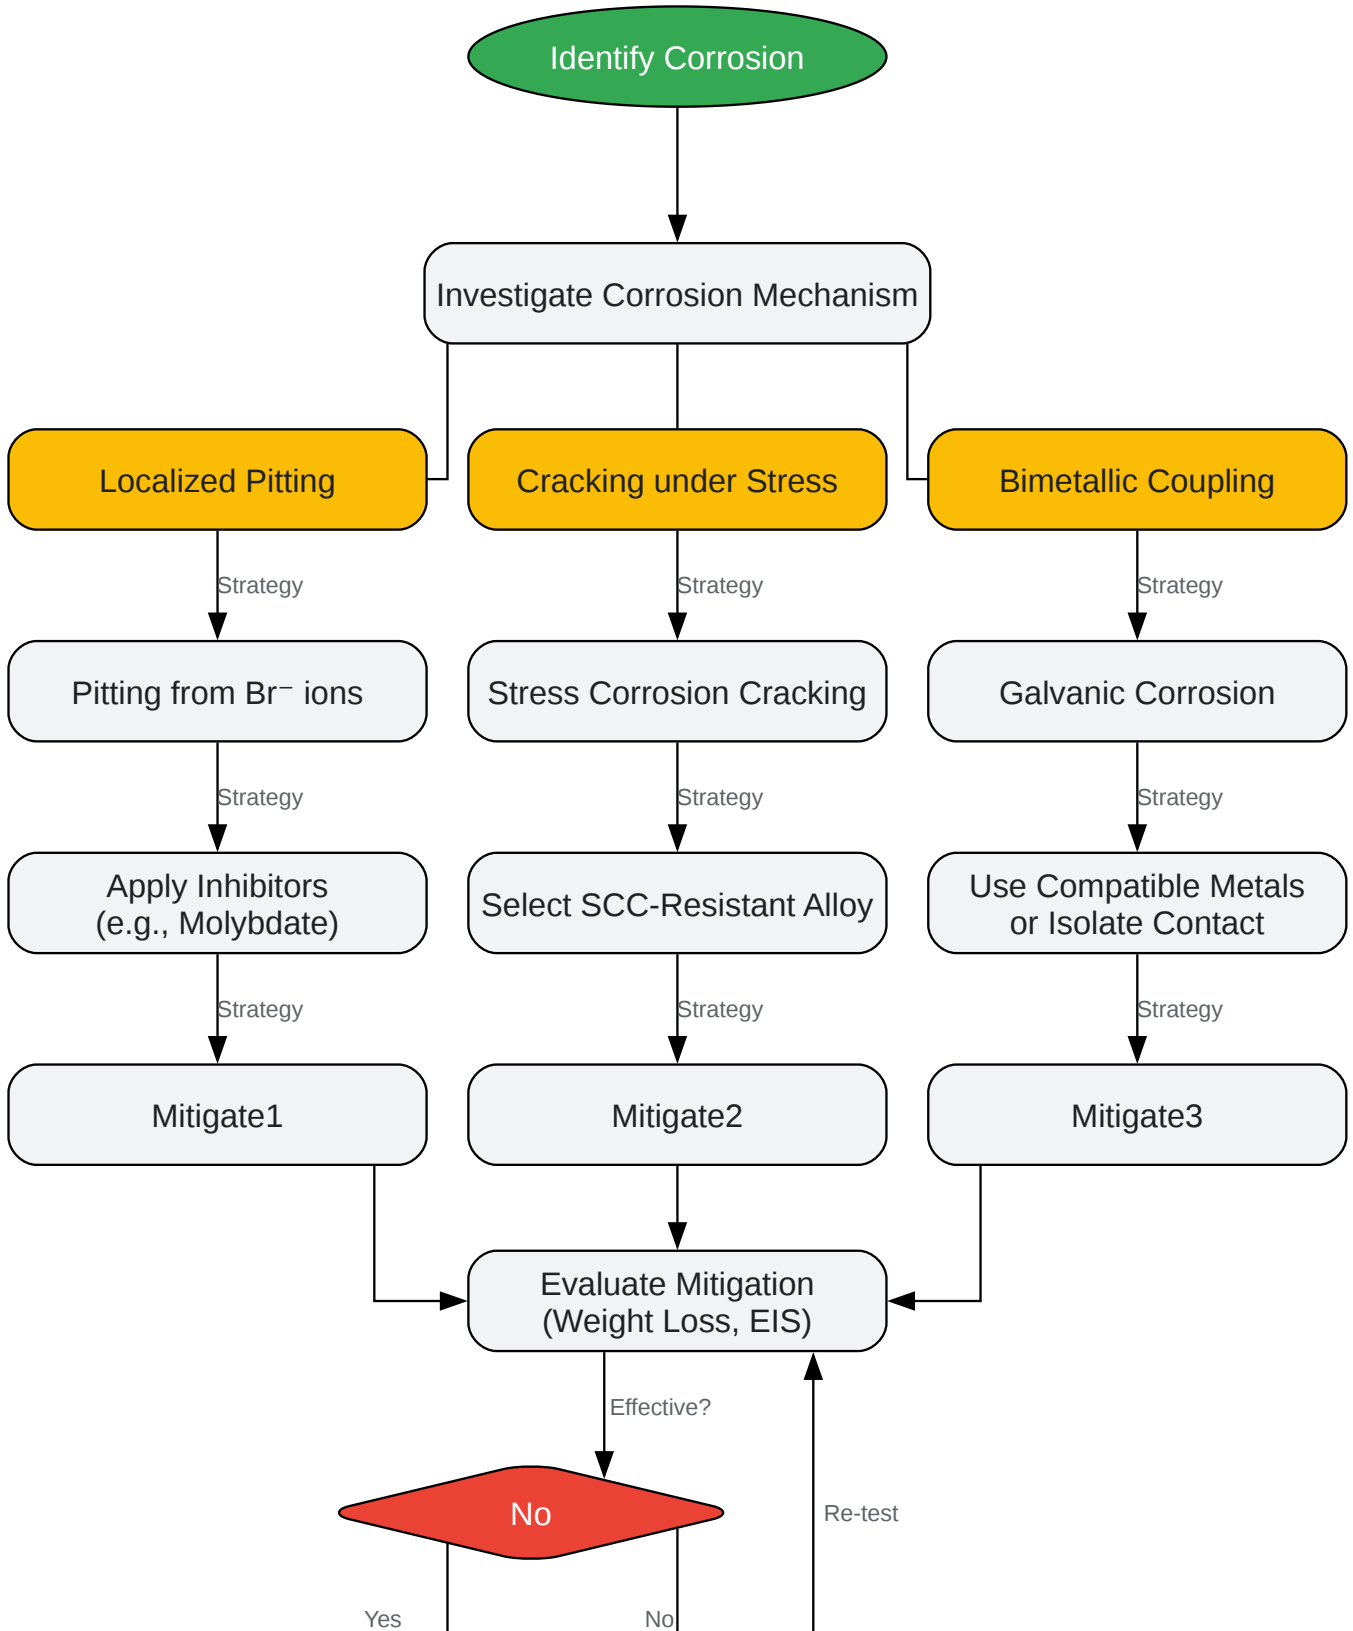 Identify Corrosion
Investigate Corrosion Mechanism
Localized Pitting
Cracking under Stress
Bimetallic Coupling
Strategy
Strategy
Strategy
Pitting from Br⁻ ions
Stress Corrosion Cracking
Galvanic Corrosion
Strategy
Strategy
Strategy
Apply Inhibitors
(e.g., Molybdate)
Select SCC-Resistant Alloy
Use Compatible Metals
or Isolate Contact
Strategy
Strategy
Strategy
Mitigate1
Mitigate2
Mitigate3
Evaluate Mitigation
(Weight Loss, EIS)
Effective?
No
Re-test
Yes
No